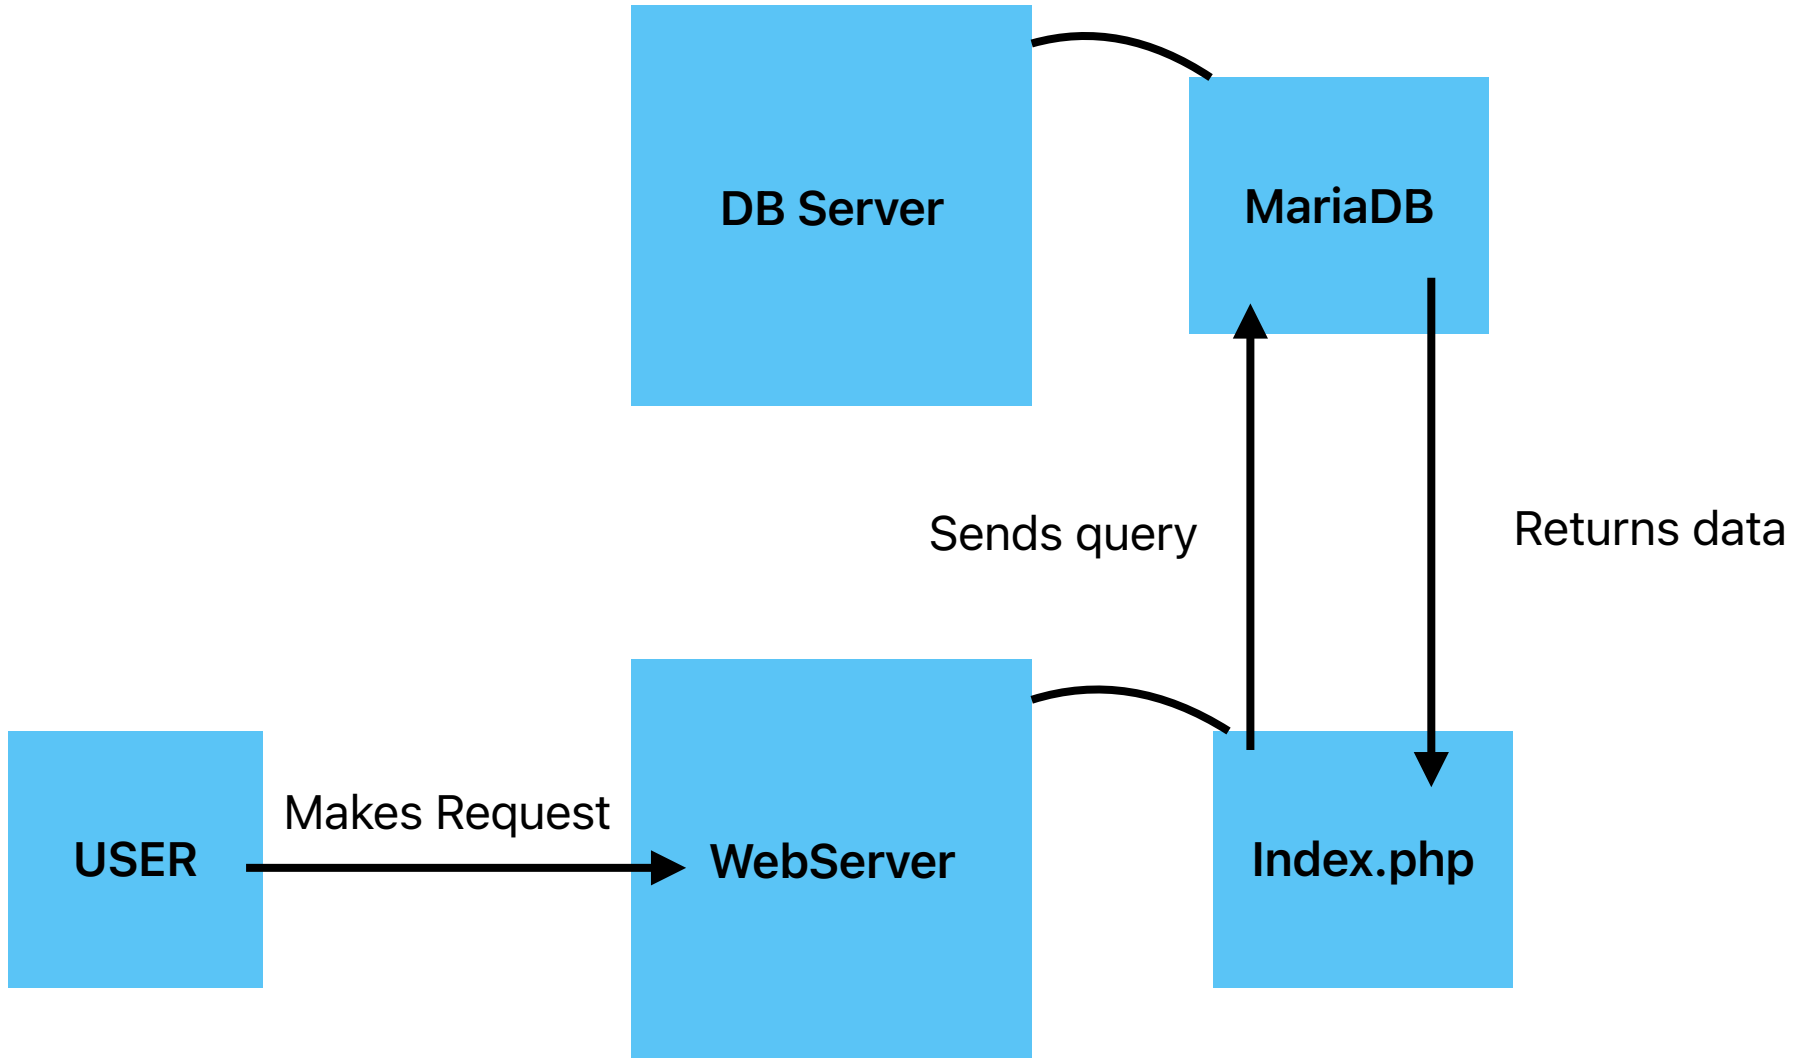 DB Server
MariaDB
Sends query
Returns data
USER
Makes Request
WebServer
Index.php